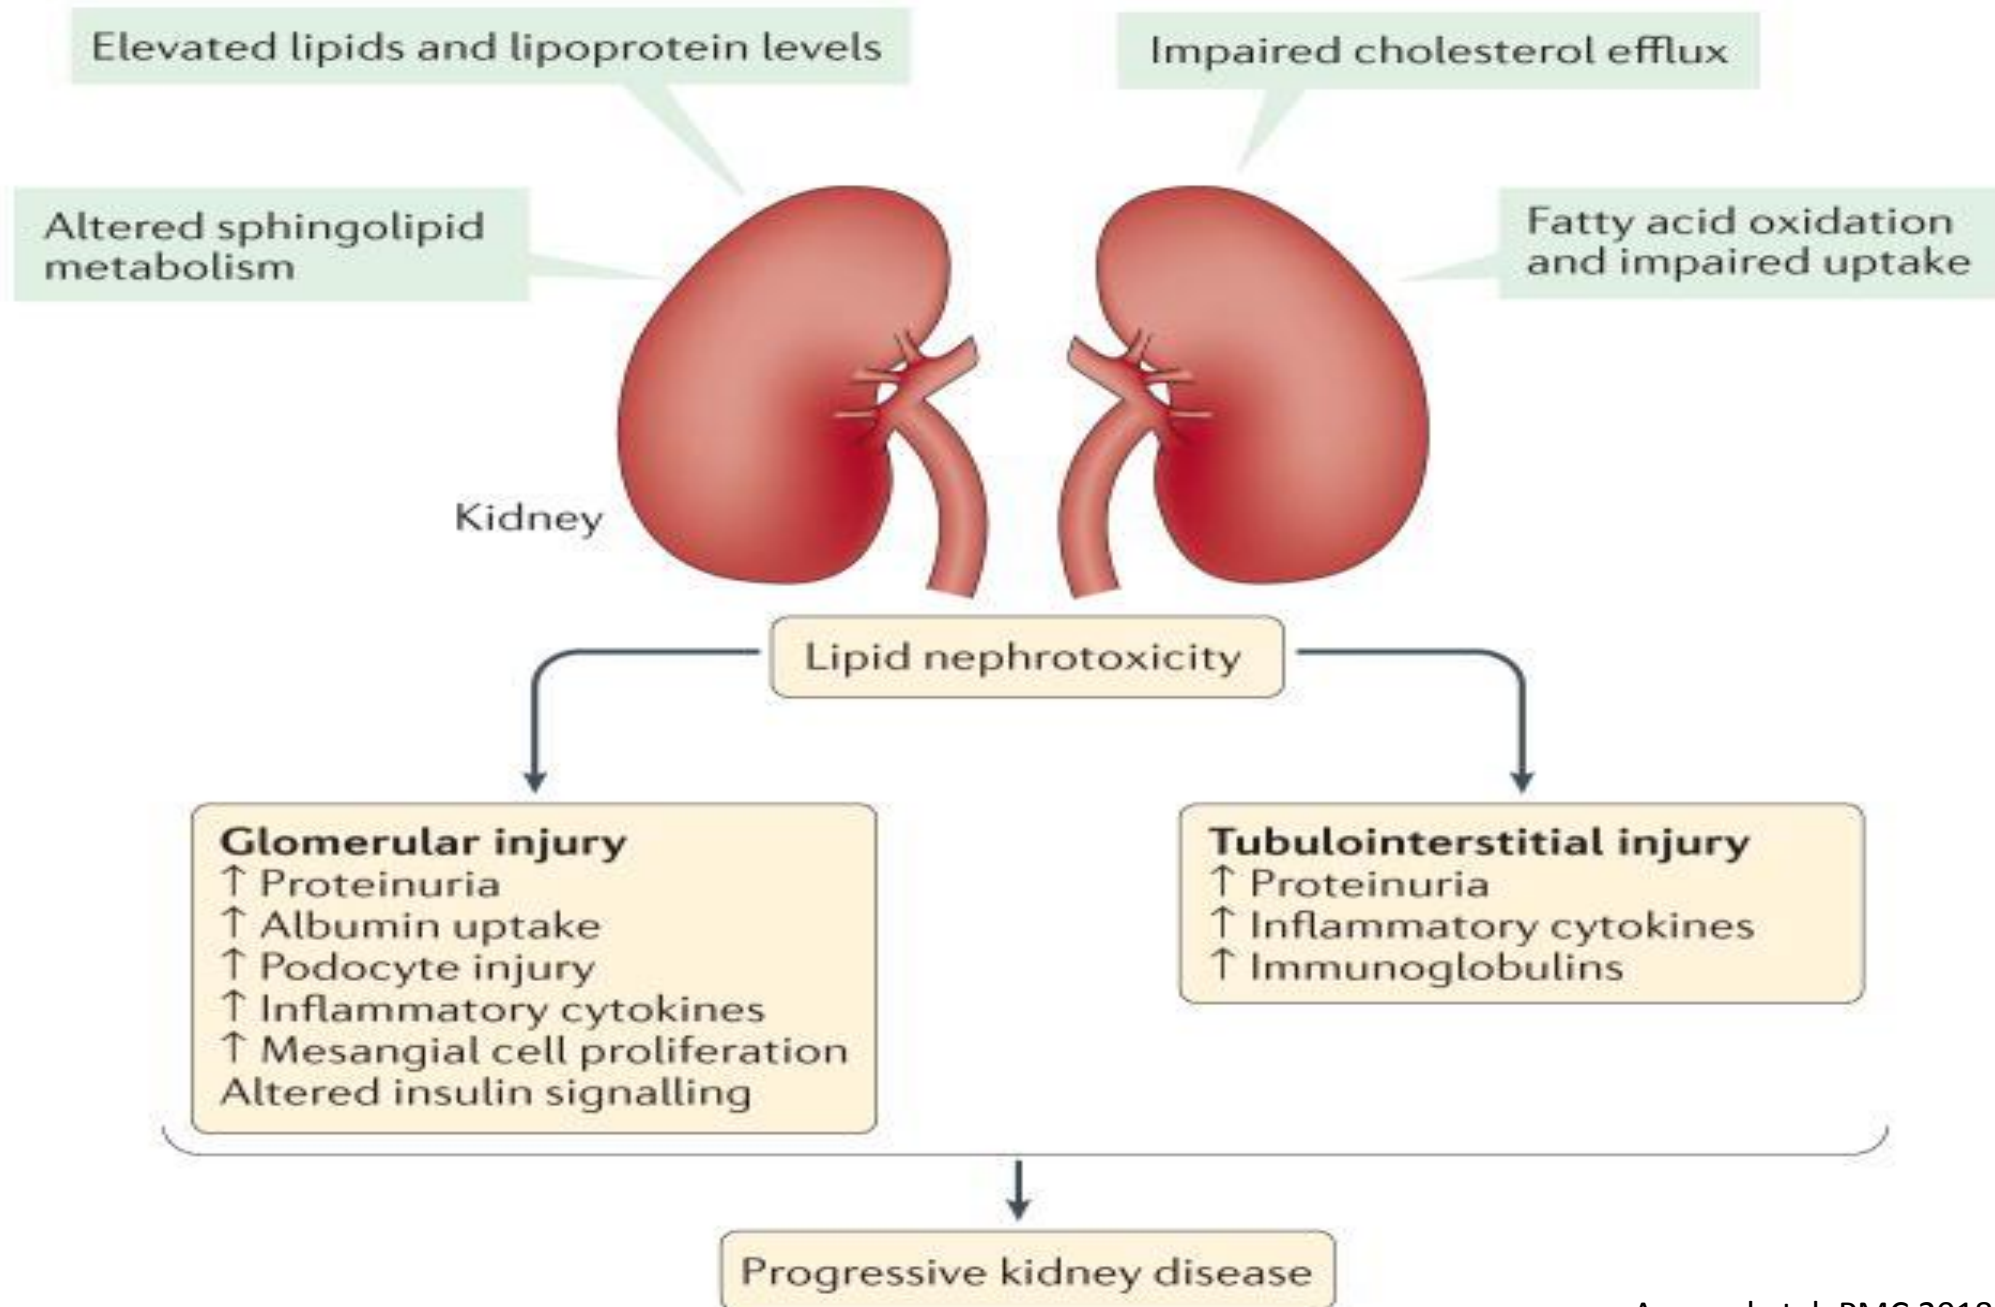 Elevated lipids and lipoprotein levels
Impaired cholesterol efflux
Altered sphingolipid
metabolism
Fatty acid oxidation
and impaired uptake
Kidney
Lipid nephrotoxicity
Glomerular injury
↑ Proteinuria
↑ Albumin uptake
↑ Podocyte injury
↑ Inflammatory cytokines
↑ Mesangial cell proliferation
Altered insulin signalling
Tubulointerstitial injury
↑ Proteinuria
↑ Inflammatory cytokines
↑ Immunoglobulins
Progressive kidney disease